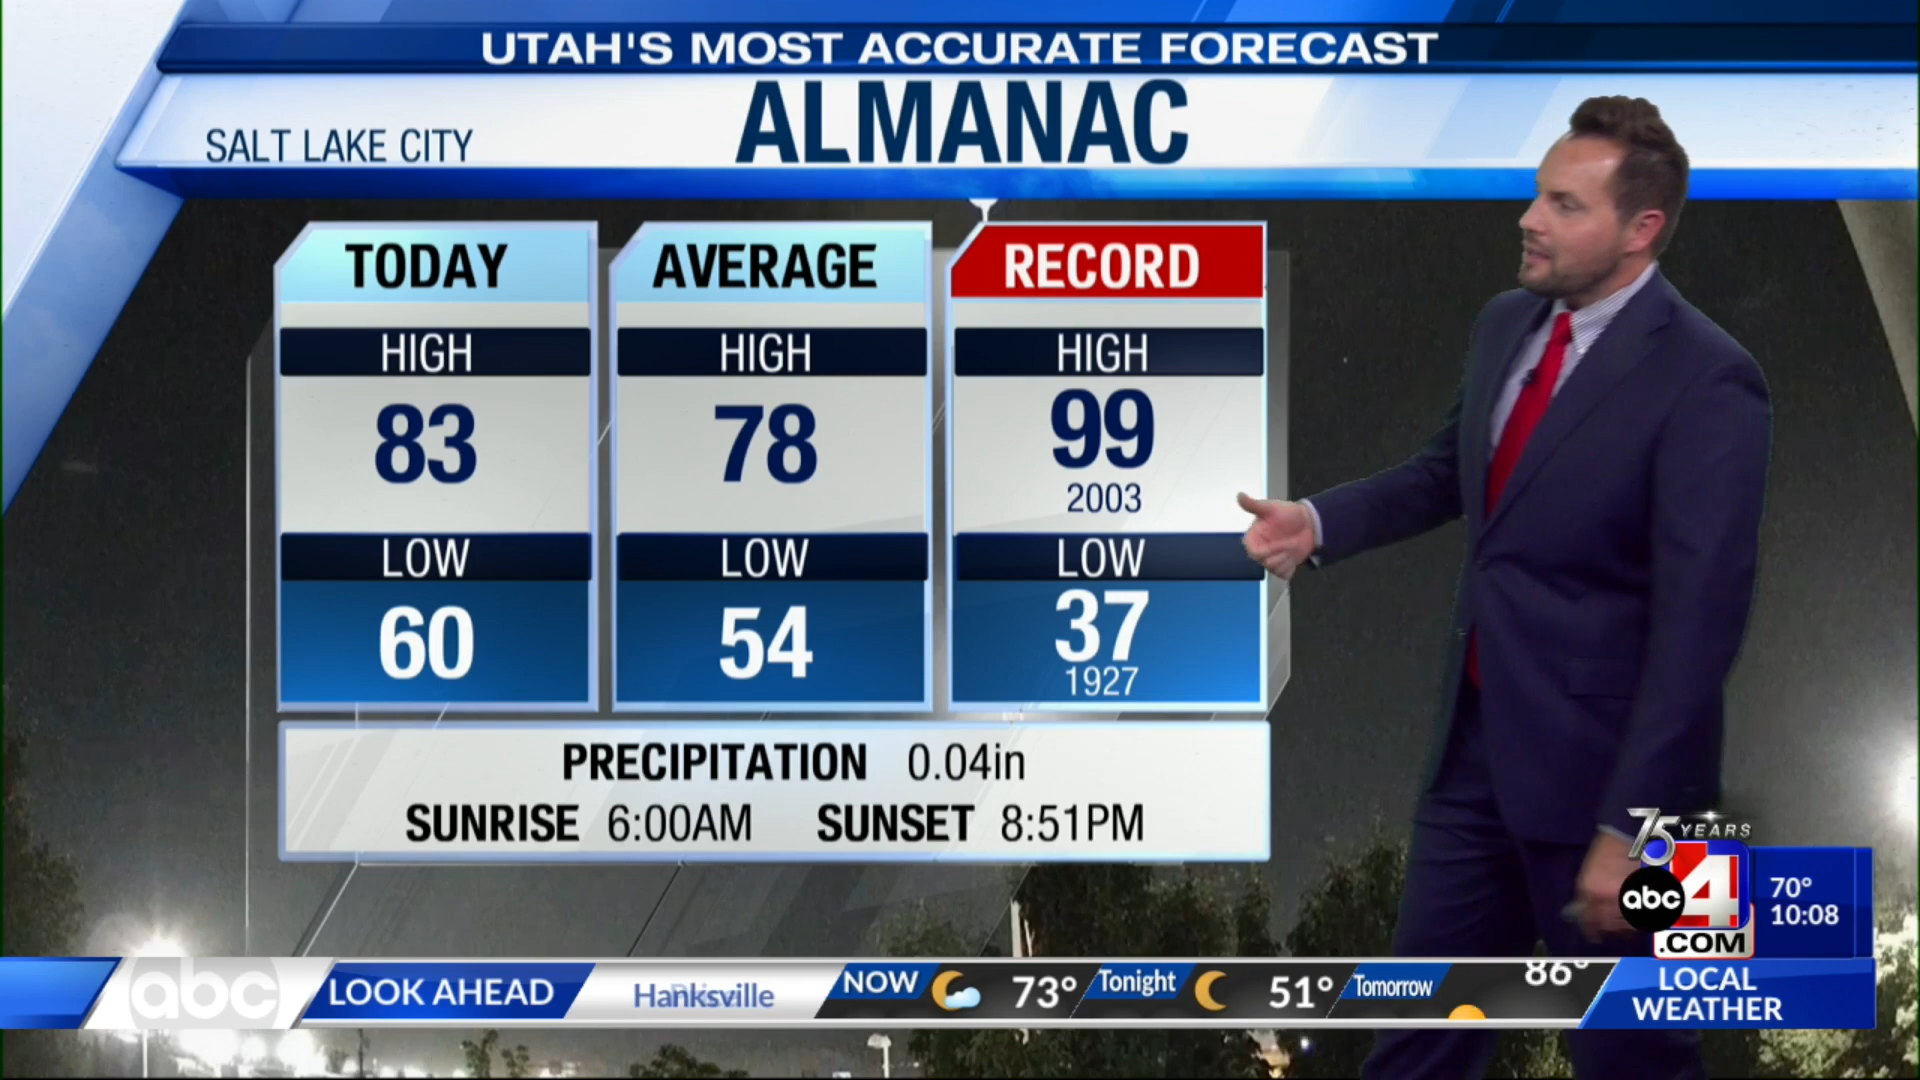 UTAH'S MOST ACCURATE FORECAST
ALMANAC
SALT LAKE CITY
TODAY AVERAGE RECORD
HIGH HIGH HIGH
83 78 99
2003
LOW LOW LOW
60 54 37
1927
PRECIPITATION 0.04in
SUNRISE 6:00AM SUNSET 8:51PM
75 YEARS
abc 4
.COM
70°
10:08
abc LOOK AHEAD Hanksville NOW 73° Tonight 51° Tomorrow 86°
LOCAL
WEATHER